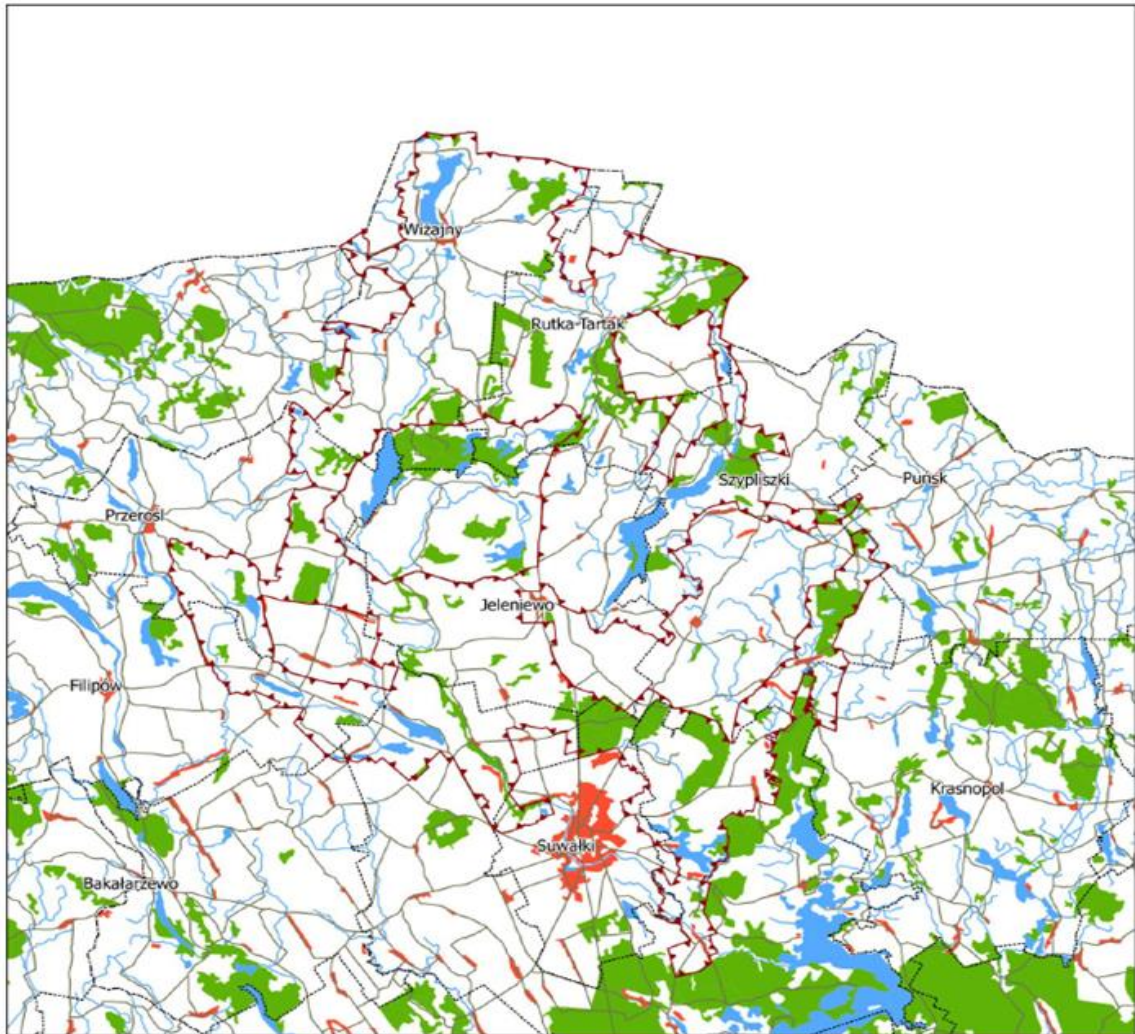 Wiżajny
Rutka-Tartak
Szypliszki
Puńsk
Przerośl
Jeleniewo
Filipów
Krasnopol
Suwałki
Bakałarzewo